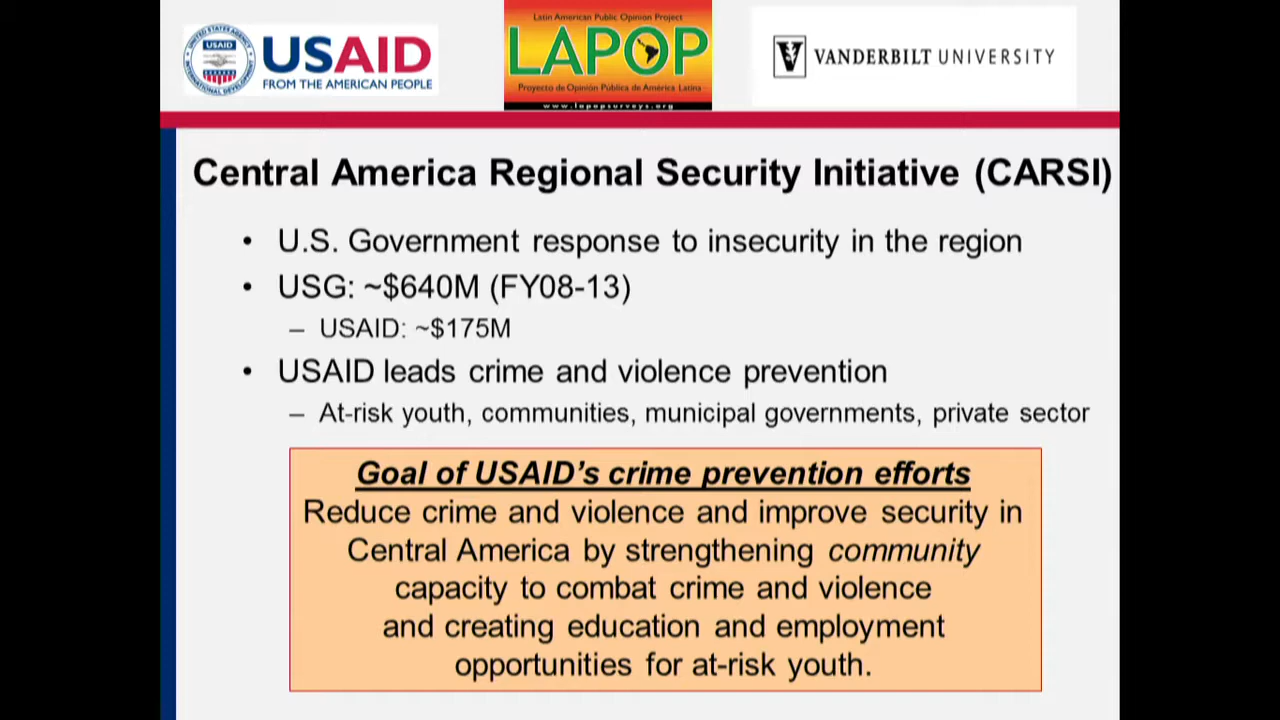 USAID
USAID
FROM THE AMERICAN PEOPLE
Latin American Public Opinion Project
LAPOP
Proyecto de Opinión Pública de América Latina
www.lapopsurveys.org
V VANDERBILT UNIVERSITY
Central America Regional Security Initiative (CARSI)
• U.S. Government response to insecurity in the region
• USG: ~$640M (FY08-13)
– USAID: ~$175M
• USAID leads crime and violence prevention
– At-risk youth, communities, municipal governments, private sector
Goal of USAID’s crime prevention efforts
Reduce crime and violence and improve security in
Central America by strengthening community
capacity to combat crime and violence
and creating education and employment
opportunities for at-risk youth.